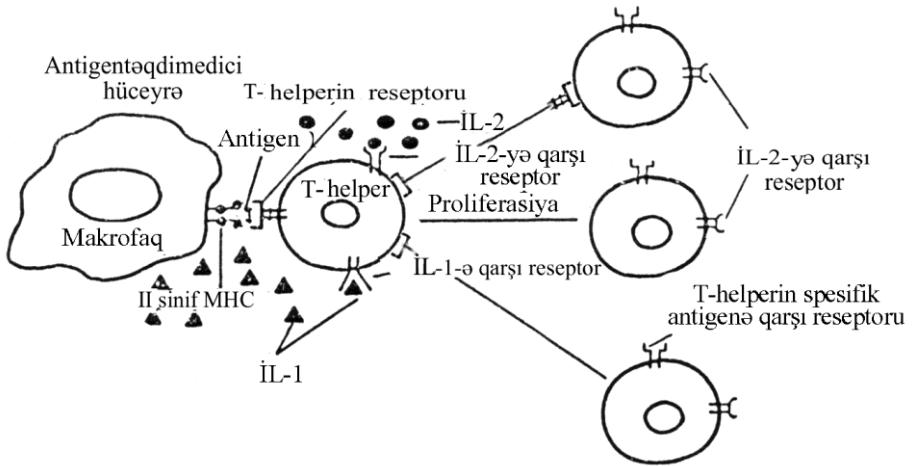 Antigentəqdimedici
hüceyrə
T- helperin reseptoru
Antigen
İL-2
İL-2-yə qarşı
reseptor
İL-2-yə qarşı
reseptor
T-helper
Proliferasiya
Makrofaq
İL-1-ə qarşı reseptor
II sinif MHC
T-helperin spesifik
antigenə qarşı reseptoru
İL-1